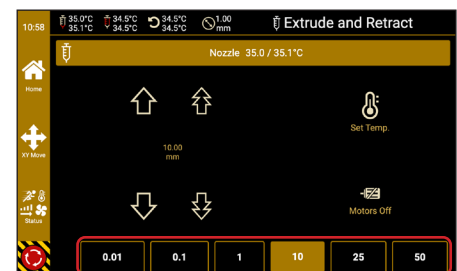 10:58
35.0°C
35.1°C
34.5°C
34.5°C
34.5°C
34.5°C
1.00
mm
Extrude and Retract
Nozzle 35.0 / 35.1°C
Home
XY Move
Status
10.00
mm
Set Temp.
Motors Off
0.01
0.1
1
10
25
50